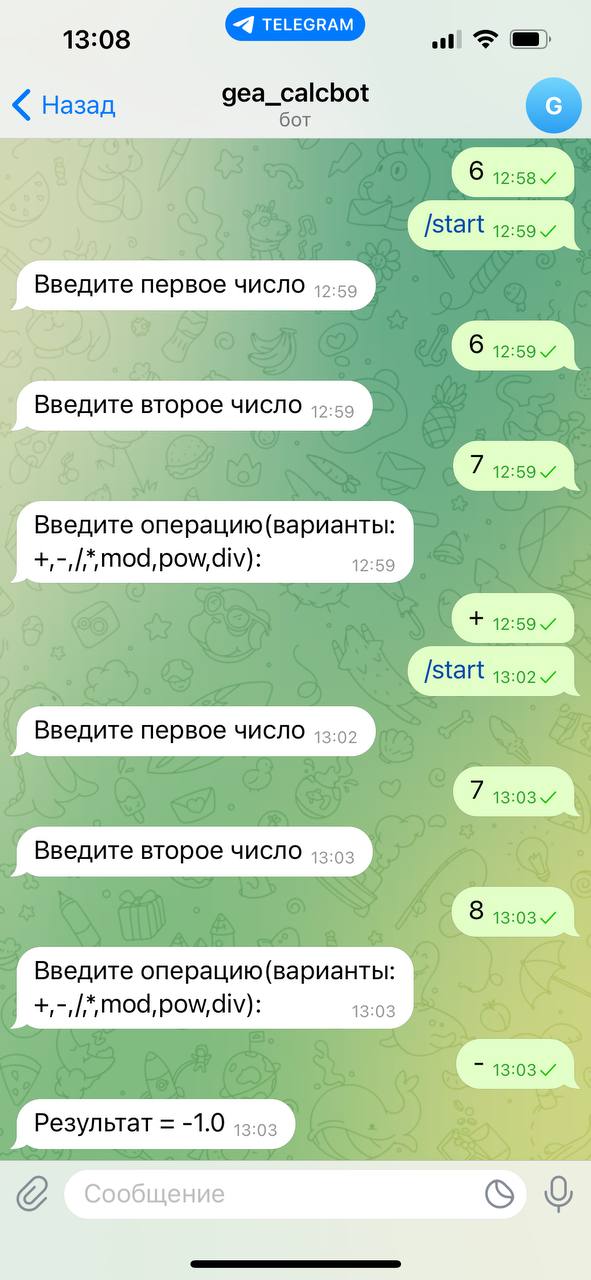 13:08
TELEGRAM
Назад
gea_calcbot
бот
G
6 12:58
/start 12:59
Введите первое число 12:59
6 12:59
Введите второе число 12:59
7 12:59
Введите операцию(варианты:
+,-,/,*,mod,pow,div): 12:59
+ 12:59
/start 13:02
Введите первое число 13:02
7 13:03
Введите второе число 13:03
8 13:03
Введите операцию(варианты:
+,-,/,*,mod,pow,div): 13:03
- 13:03
Результат = -1.0 13:03
Сообщение